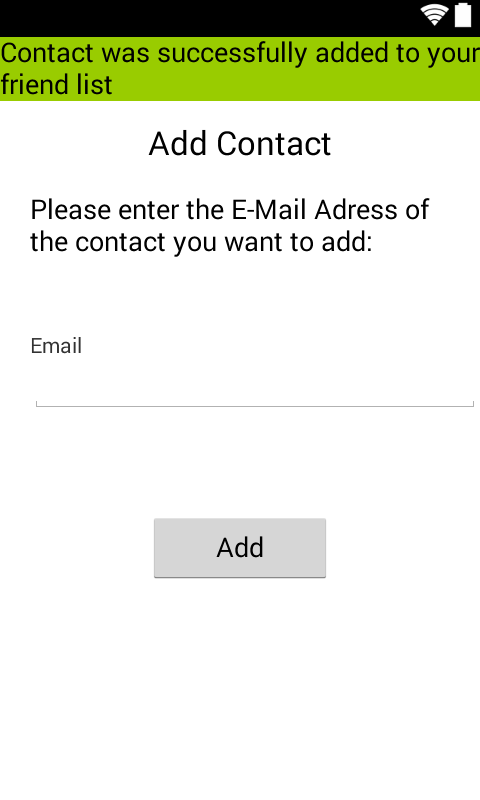 Contact was successfully added to your
friend list
Add Contact
Please enter the E-Mail Adress of
the contact you want to add:
Email
Add